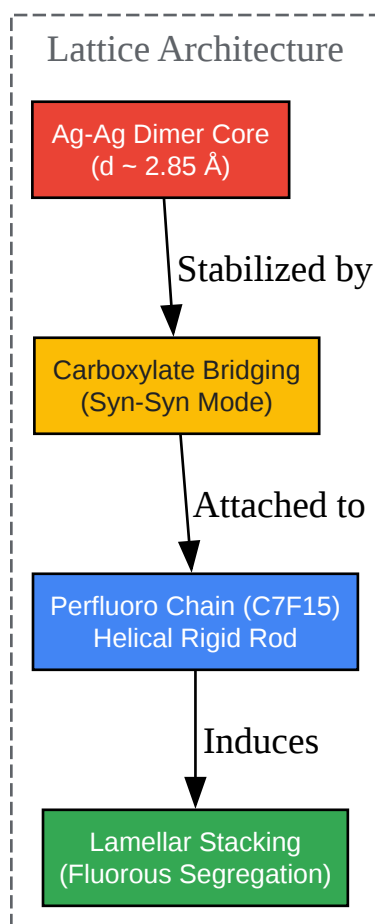 Lattice Architecture
Ag-Ag Dimer Core
(d ~ 2.85 Å)
Stabilized by
Carboxylate Bridging
(Syn-Syn Mode)
Attached to
Perfluoro Chain (C7F15)
Helical Rigid Rod
Induces
Lamellar Stacking
(Fluorous Segregation)